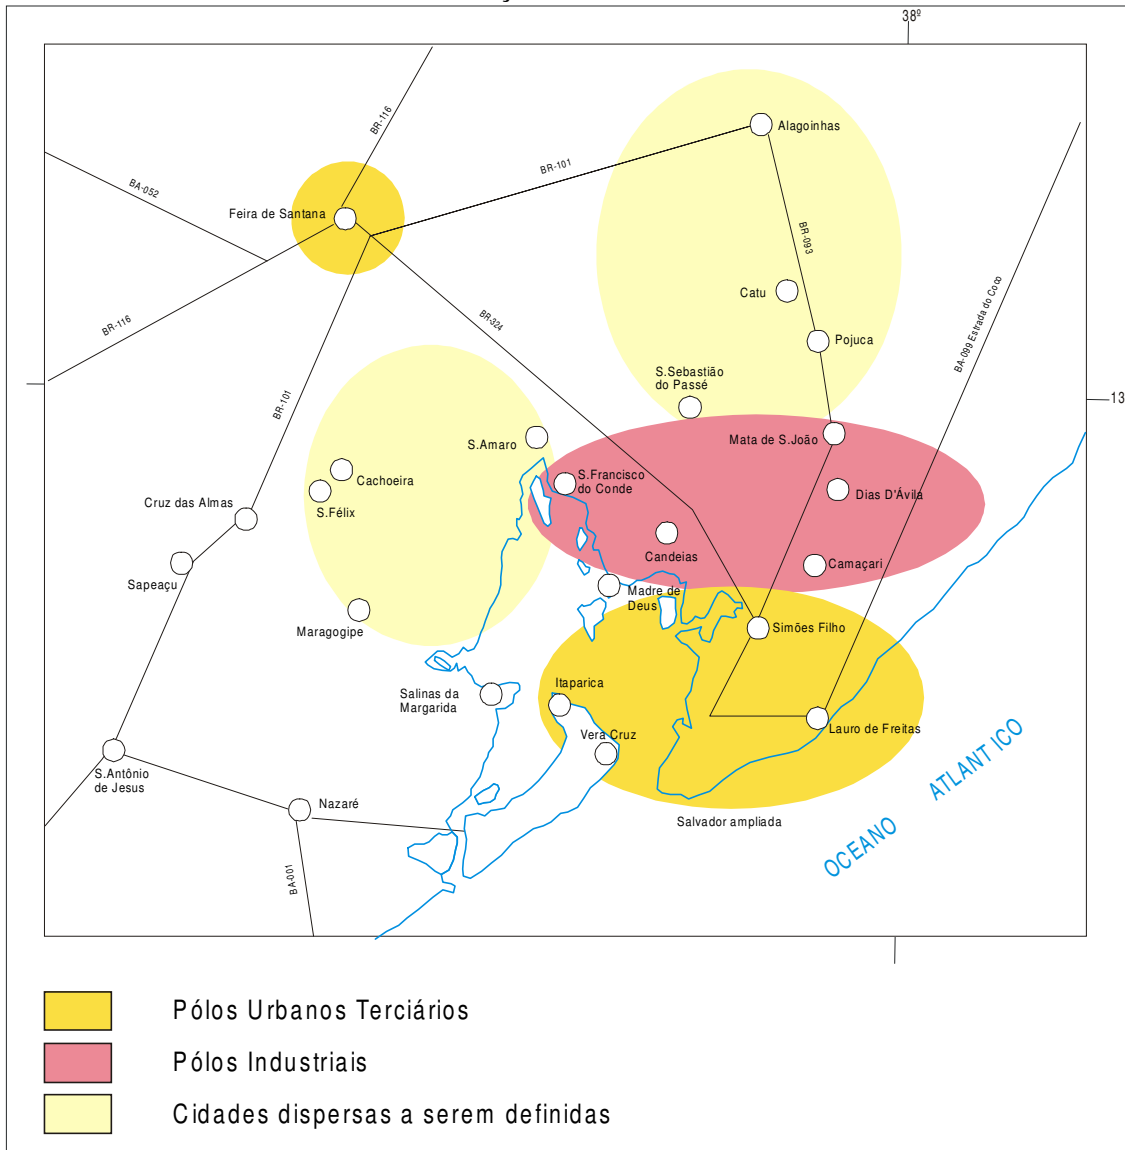 38º
BR-116
Alagoinhas
BR-101
BA-052
Feira de Santana
BR-093
BA-099 Estrada do Coco
Catu
BR-116
BR-324
Pojuca
S.Sebastião
do Passé
13
BR-101
S.Amaro
Mata de S.João
Cachoeira
S.Francisco
do Conde
S.Félix
Dias D'Ávila
Cruz das Almas
Candeias
Camaçari
Sapeaçu
Madre de
Deus
Maragogipe
Simões Filho
Itaparica
Salinas da
Margarida
Vera Cruz
Lauro de Freitas
S.Antônio
de Jesus
Nazaré
Salvador ampliada
OCEANO ATLANTICO
BA-001
Pólos Urbanos Terciários
Pólos Industriais
Cidades dispersas a serem definidas